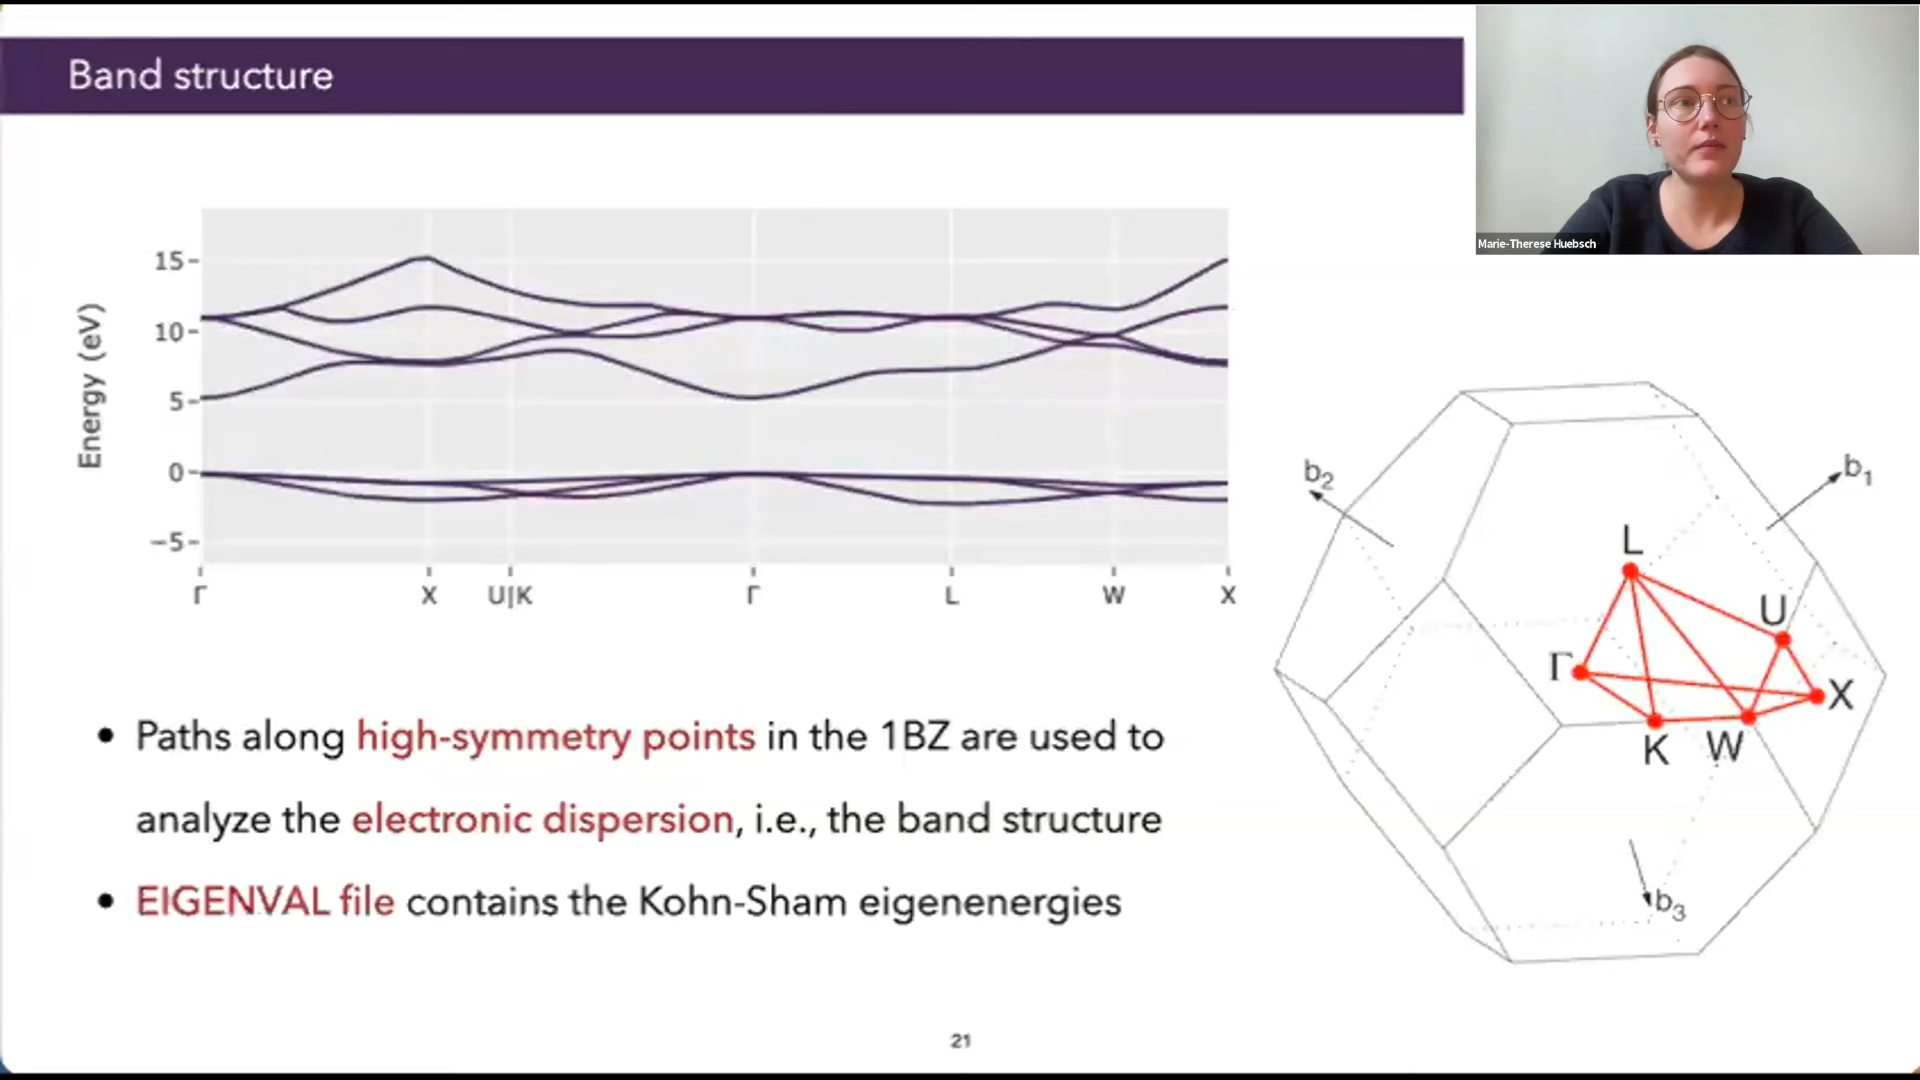 Band structure
Marie-Therese Huebsch
15
10
5
0
−5
Energy (eV)
Γ X U|K Γ L W X
b2
b1
L
U
Γ
X
K W
b3
• Paths along high-symmetry points in the 1BZ are used to
analyze the electronic dispersion, i.e., the band structure
• EIGENVAL file contains the Kohn-Sham eigenenergies
21